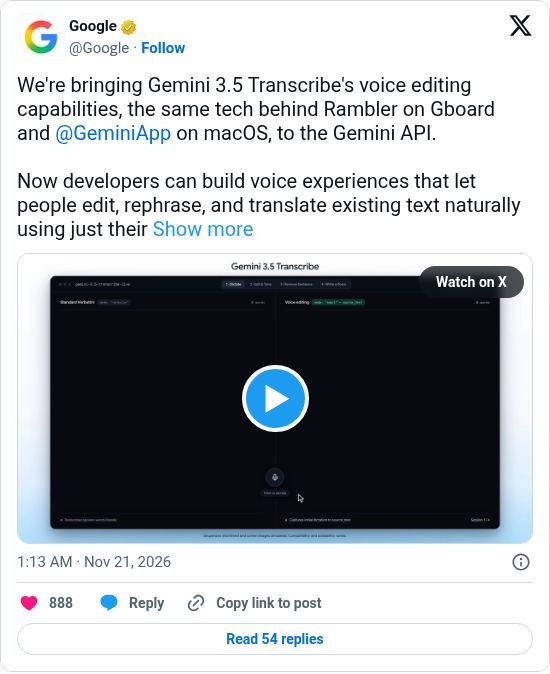 Google
@Google · Follow
We're bringing Gemini 3.5 Transcribe's voice editing
capabilities, the same tech behind Rambler on Gboard
and @GeminiApp on macOS, to the Gemini API.
Now developers can build voice experiences that let
people edit, rephrase, and translate existing text naturally
using just their Show more
Gemini 3.5 Transcribe
Watch on X
Standard Verbatim
Voice editing
1:13 AM · Nov 21, 2026
888 Reply Copy link to post
Read 54 replies